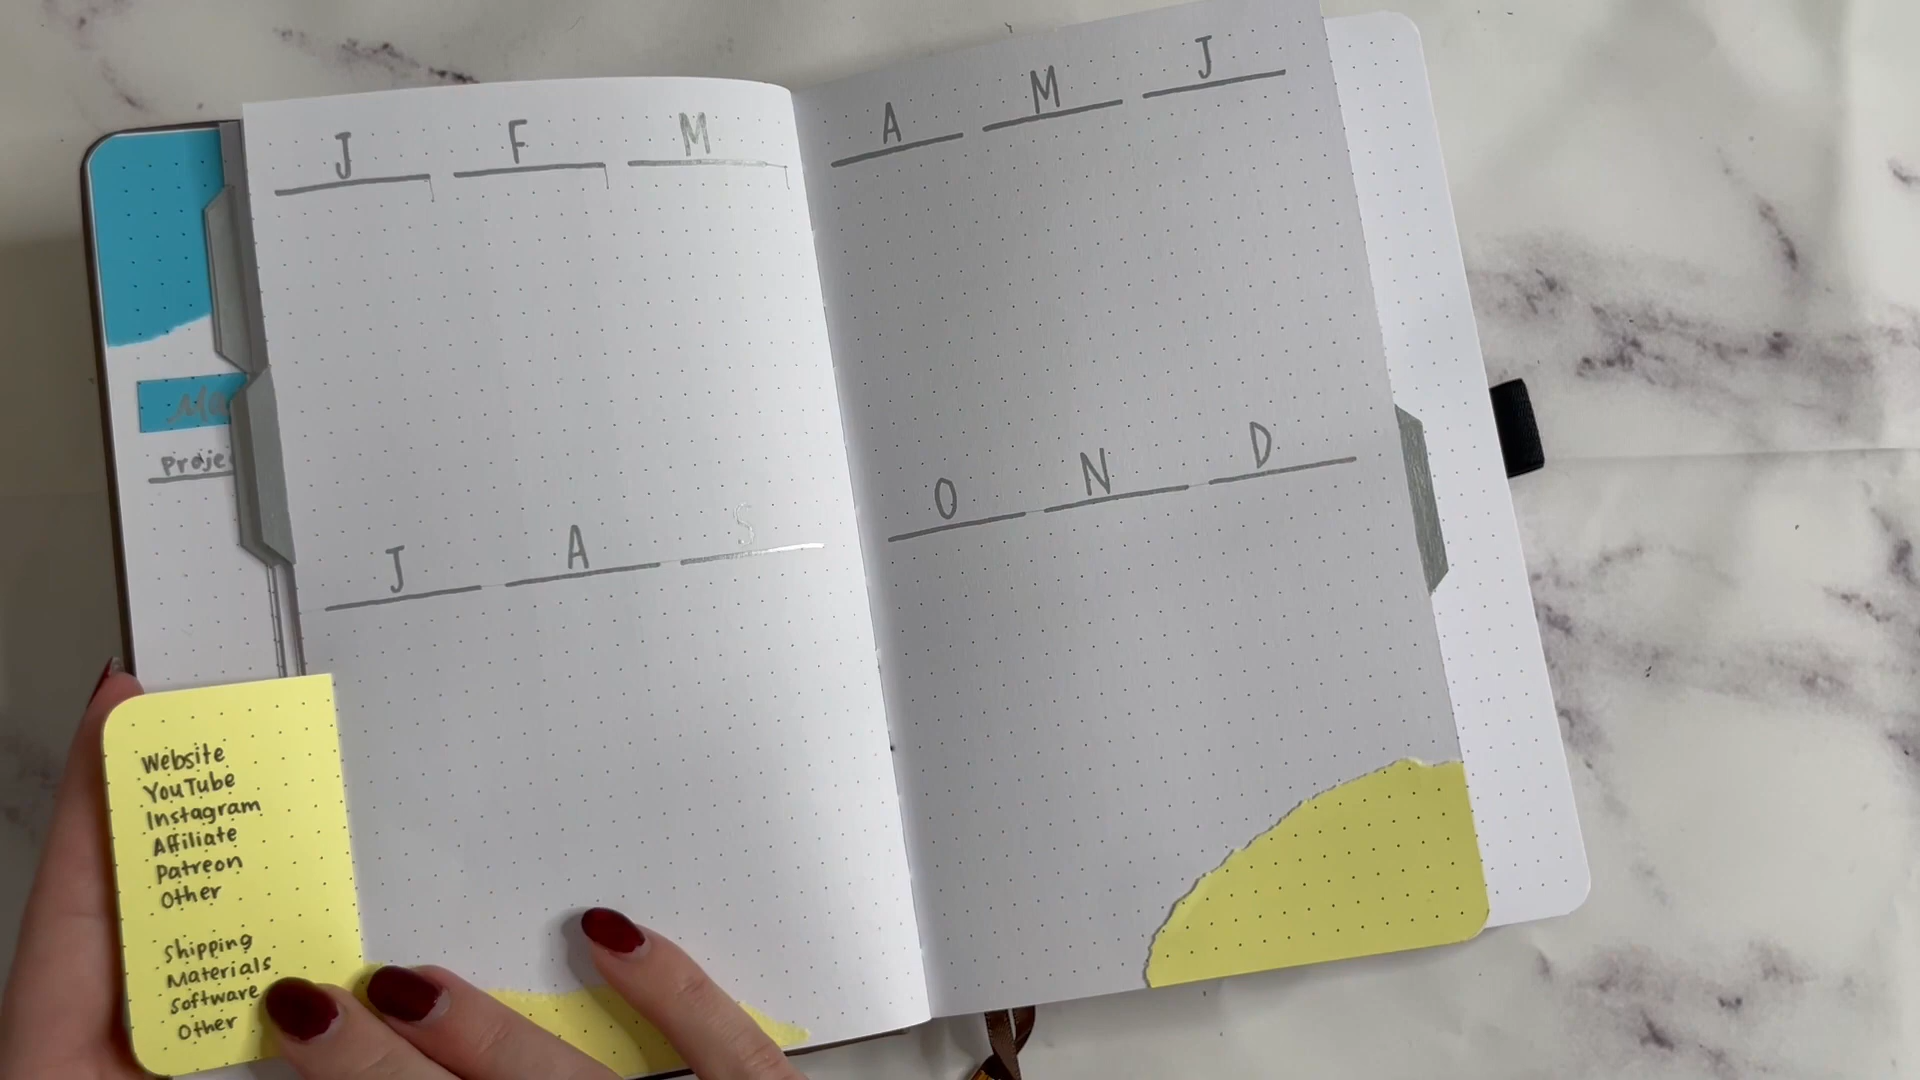 J F M
A M J
J A S
O N D
Proje
Website
YouTube
Instagram
Affiliate
Patreon
Other
Shipping
Materials
Software
Other